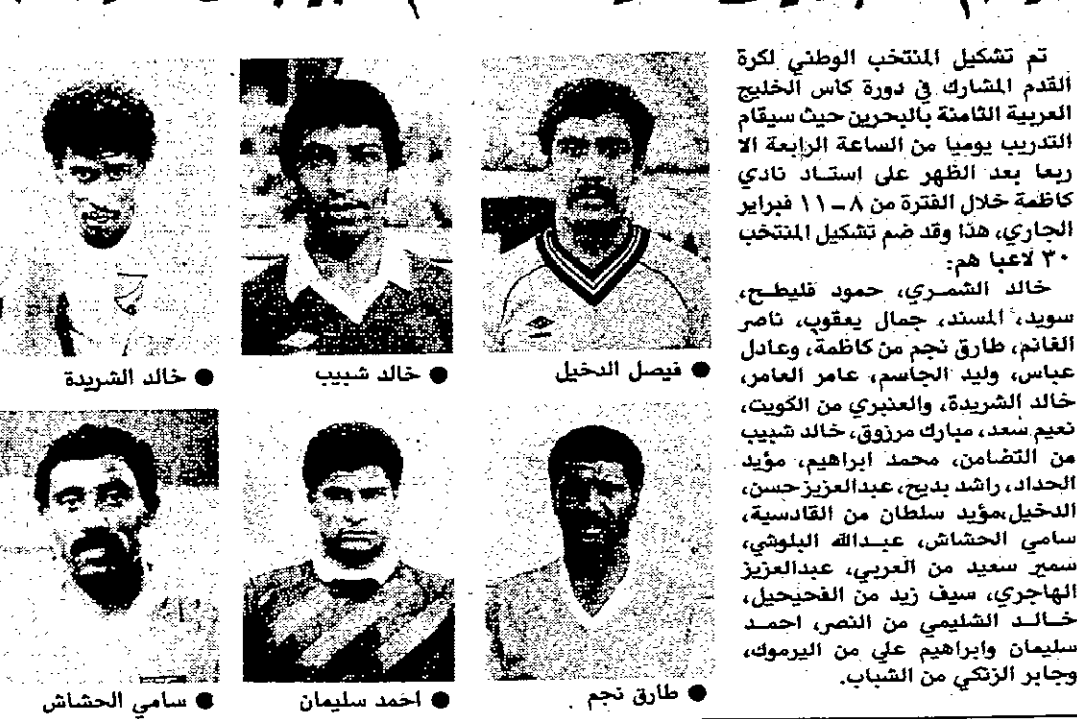 تم تشكيل المنتخب الوطني لكرة
القدم المشارك في دورة كاس الخليج
العربية الثامنة بالبحرين حيث سيقام
التدريب يوميا من الساعة الرابعة الا
ربعا بعد الظهر على استاد نادي
كاظمة خلال الفترة من ٨ – ١١ فبراير
الجاري، هذا وقد ضم تشكيل المنتخب
٣٠ لاعبا هم:
خالد الشمري، حمود فليطح،
سويد، المسند، جمال يعقوب، ناصر
الغانم، طارق نجم من كاظمة، وعادل
عباس، وليد الجاسم، عامر العامر،
خالد الشريدة، والعنبري من الكويت،
نعيم سعد، مبارك مرزوق، خالد شبيب
من التضامن، محمد ابراهيم، مؤيد
الحداد، راشد بديح، عبدالعزيز حسن،
الدخيل، مؤيد سلطان من القادسية،
سامي الحشاش، عبدالله البلوشي،
سمير سعيد من العربي، عبدالعزيز
الهاجري، سيف زيد من الفحيحيل،
خالد الشليمي من النصر، احمد
سليمان وابراهيم علي من اليرموك،
وجابر الزنكي من الشباب.
● فيصل الدخيل
● خالد شبيب
● خالد الشريدة
● طارق نجم
● احمد سليمان
● سامي الحشاش